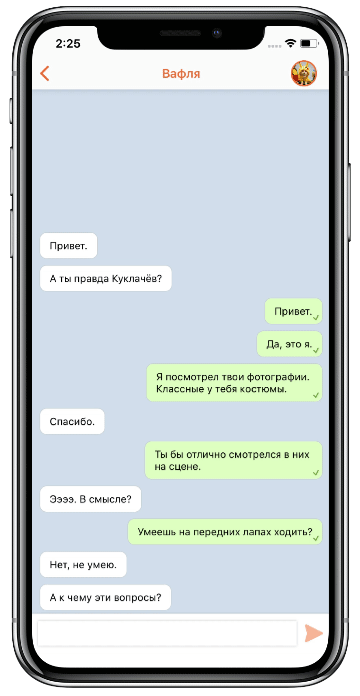 2:25
Вафля
Привет.
А ты правда Куклачёв?
Привет.
Да, это я.
Я посмотрел твои фотографии.
Классные у тебя костюмы.
Спасибо.
Ты бы отлично смотрелся в них
на сцене.
Ээээ. В смысле?
Умеешь на передних лапах ходить?
Нет, не умею.
А к чему эти вопросы?